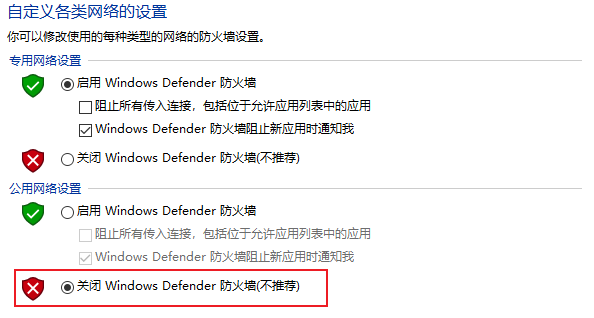 自定义各类网络的设置
你可以修改使用的每种类型的网络的防火墙设置。
专用网络设置
启用 Windows Defender 防火墙
阻止所有传入连接，包括位于允许应用列表中的应用
Windows Defender 防火墙阻止新应用时通知我
关闭 Windows Defender 防火墙(不推荐)
公用网络设置
启用 Windows Defender 防火墙
阻止所有传入连接，包括位于允许应用列表中的应用
Windows Defender 防火墙阻止新应用时通知我
关闭 Windows Defender 防火墙(不推荐)